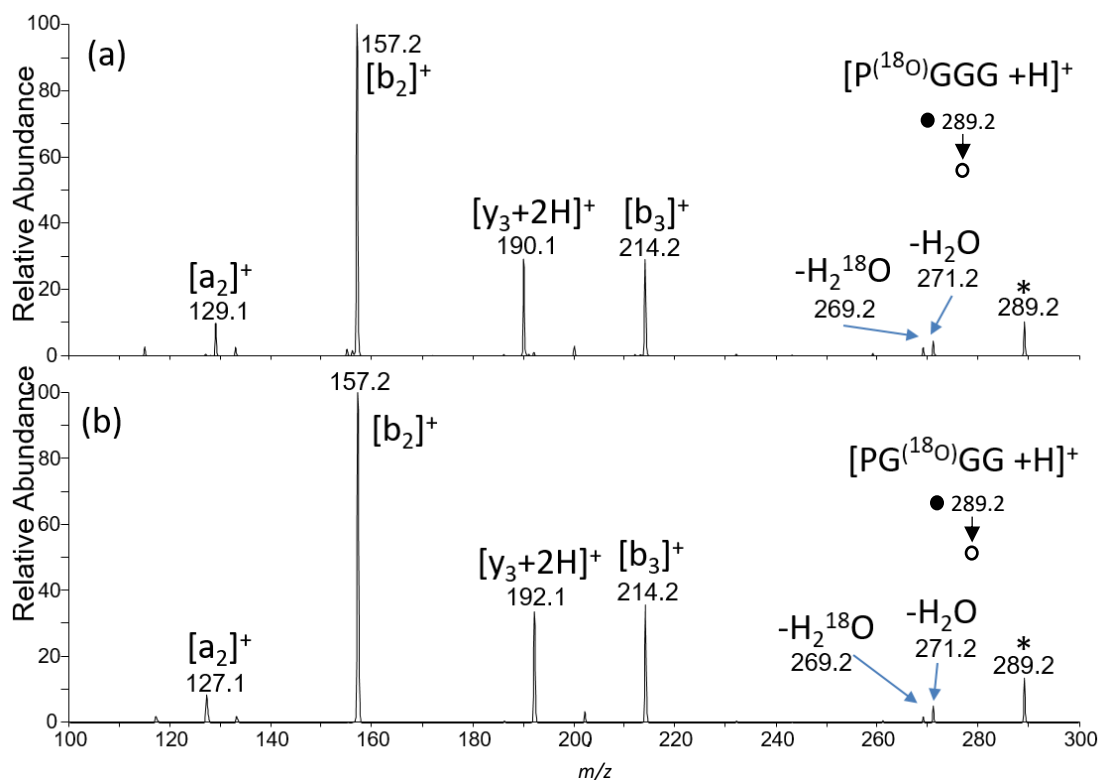 (a)
Relative Abundance
100
80
60
40
20
0
157.2
[b₂]⁺
[P⁽¹⁸ᴼ⁾GGG +H]⁺
● 289.2
[y₃+2H]⁺
190.1
[b₃]⁺
214.2
[a₂]⁺
129.1
-H₂¹⁸O
269.2
-H₂O
271.2
*
289.2
(b)
Relative Abundance
100
80
60
40
20
0
157.2
[b₂]⁺
[PG⁽¹⁸ᴼ⁾GG +H]⁺
● 289.2
[y₃+2H]⁺
192.1
[b₃]⁺
214.2
[a₂]⁺
127.1
-H₂¹⁸O
269.2
-H₂O
271.2
*
289.2
100 120 140 160 180 200 220 240 260 280 300
m/z